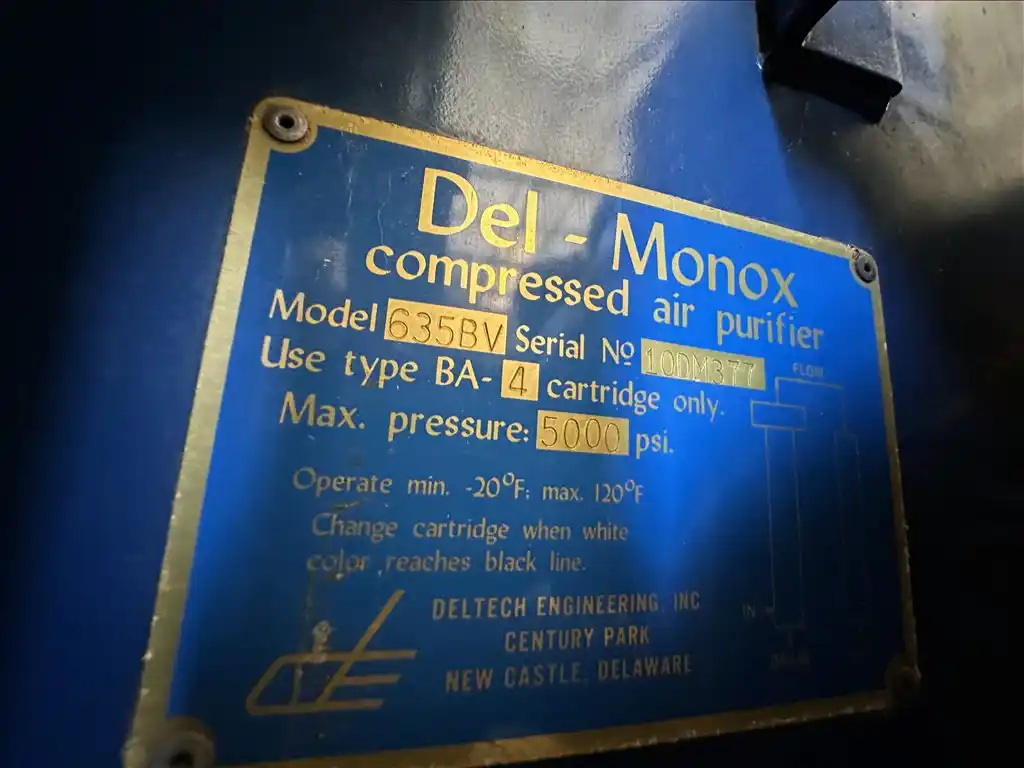 Del - Monox
compressed air purifier
Model 635BV Serial Nº 10DM377
Use type BA- 4 cartridge only.
Max. pressure: 5000 psi.
Operate min. -20°F; max. 120°F
Change cartridge when white
color reaches black line.
FLOW
IN
DELTECH ENGINEERING, INC
CENTURY PARK
NEW CASTLE, DELAWARE